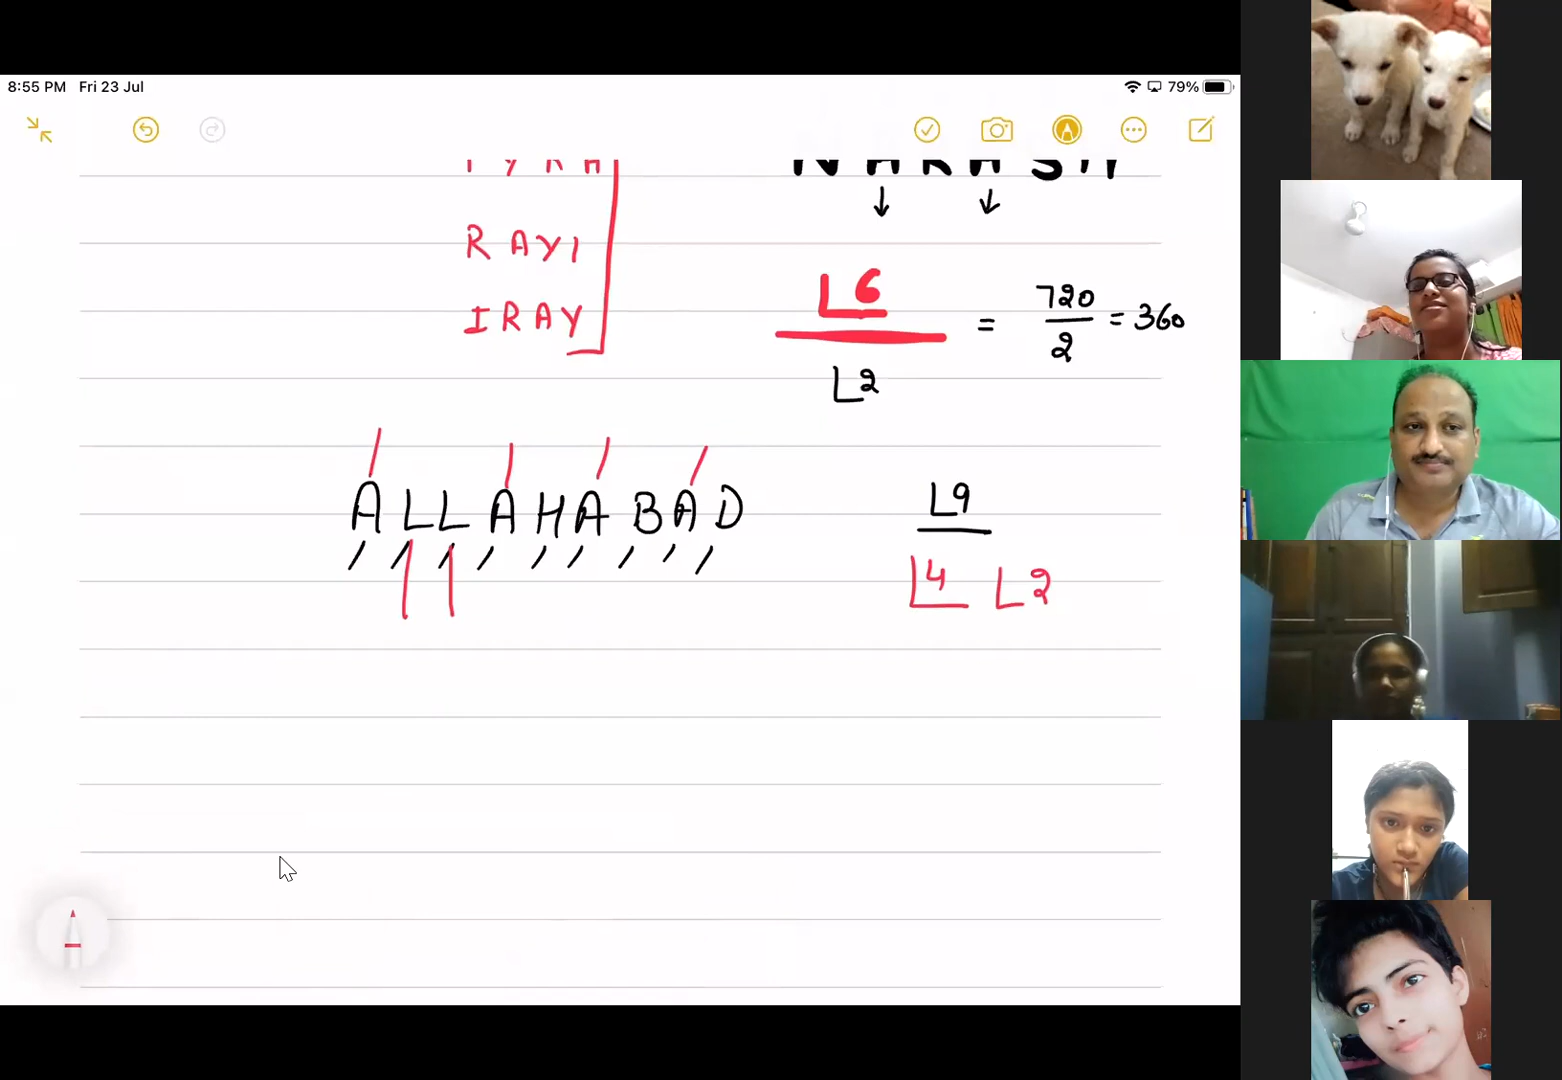 8:55 PM Fri 23 Jul
79%
RAYI
IRAY
L6
= 720/2 = 360
L2
ALLAHABAD
L9
L4 L2